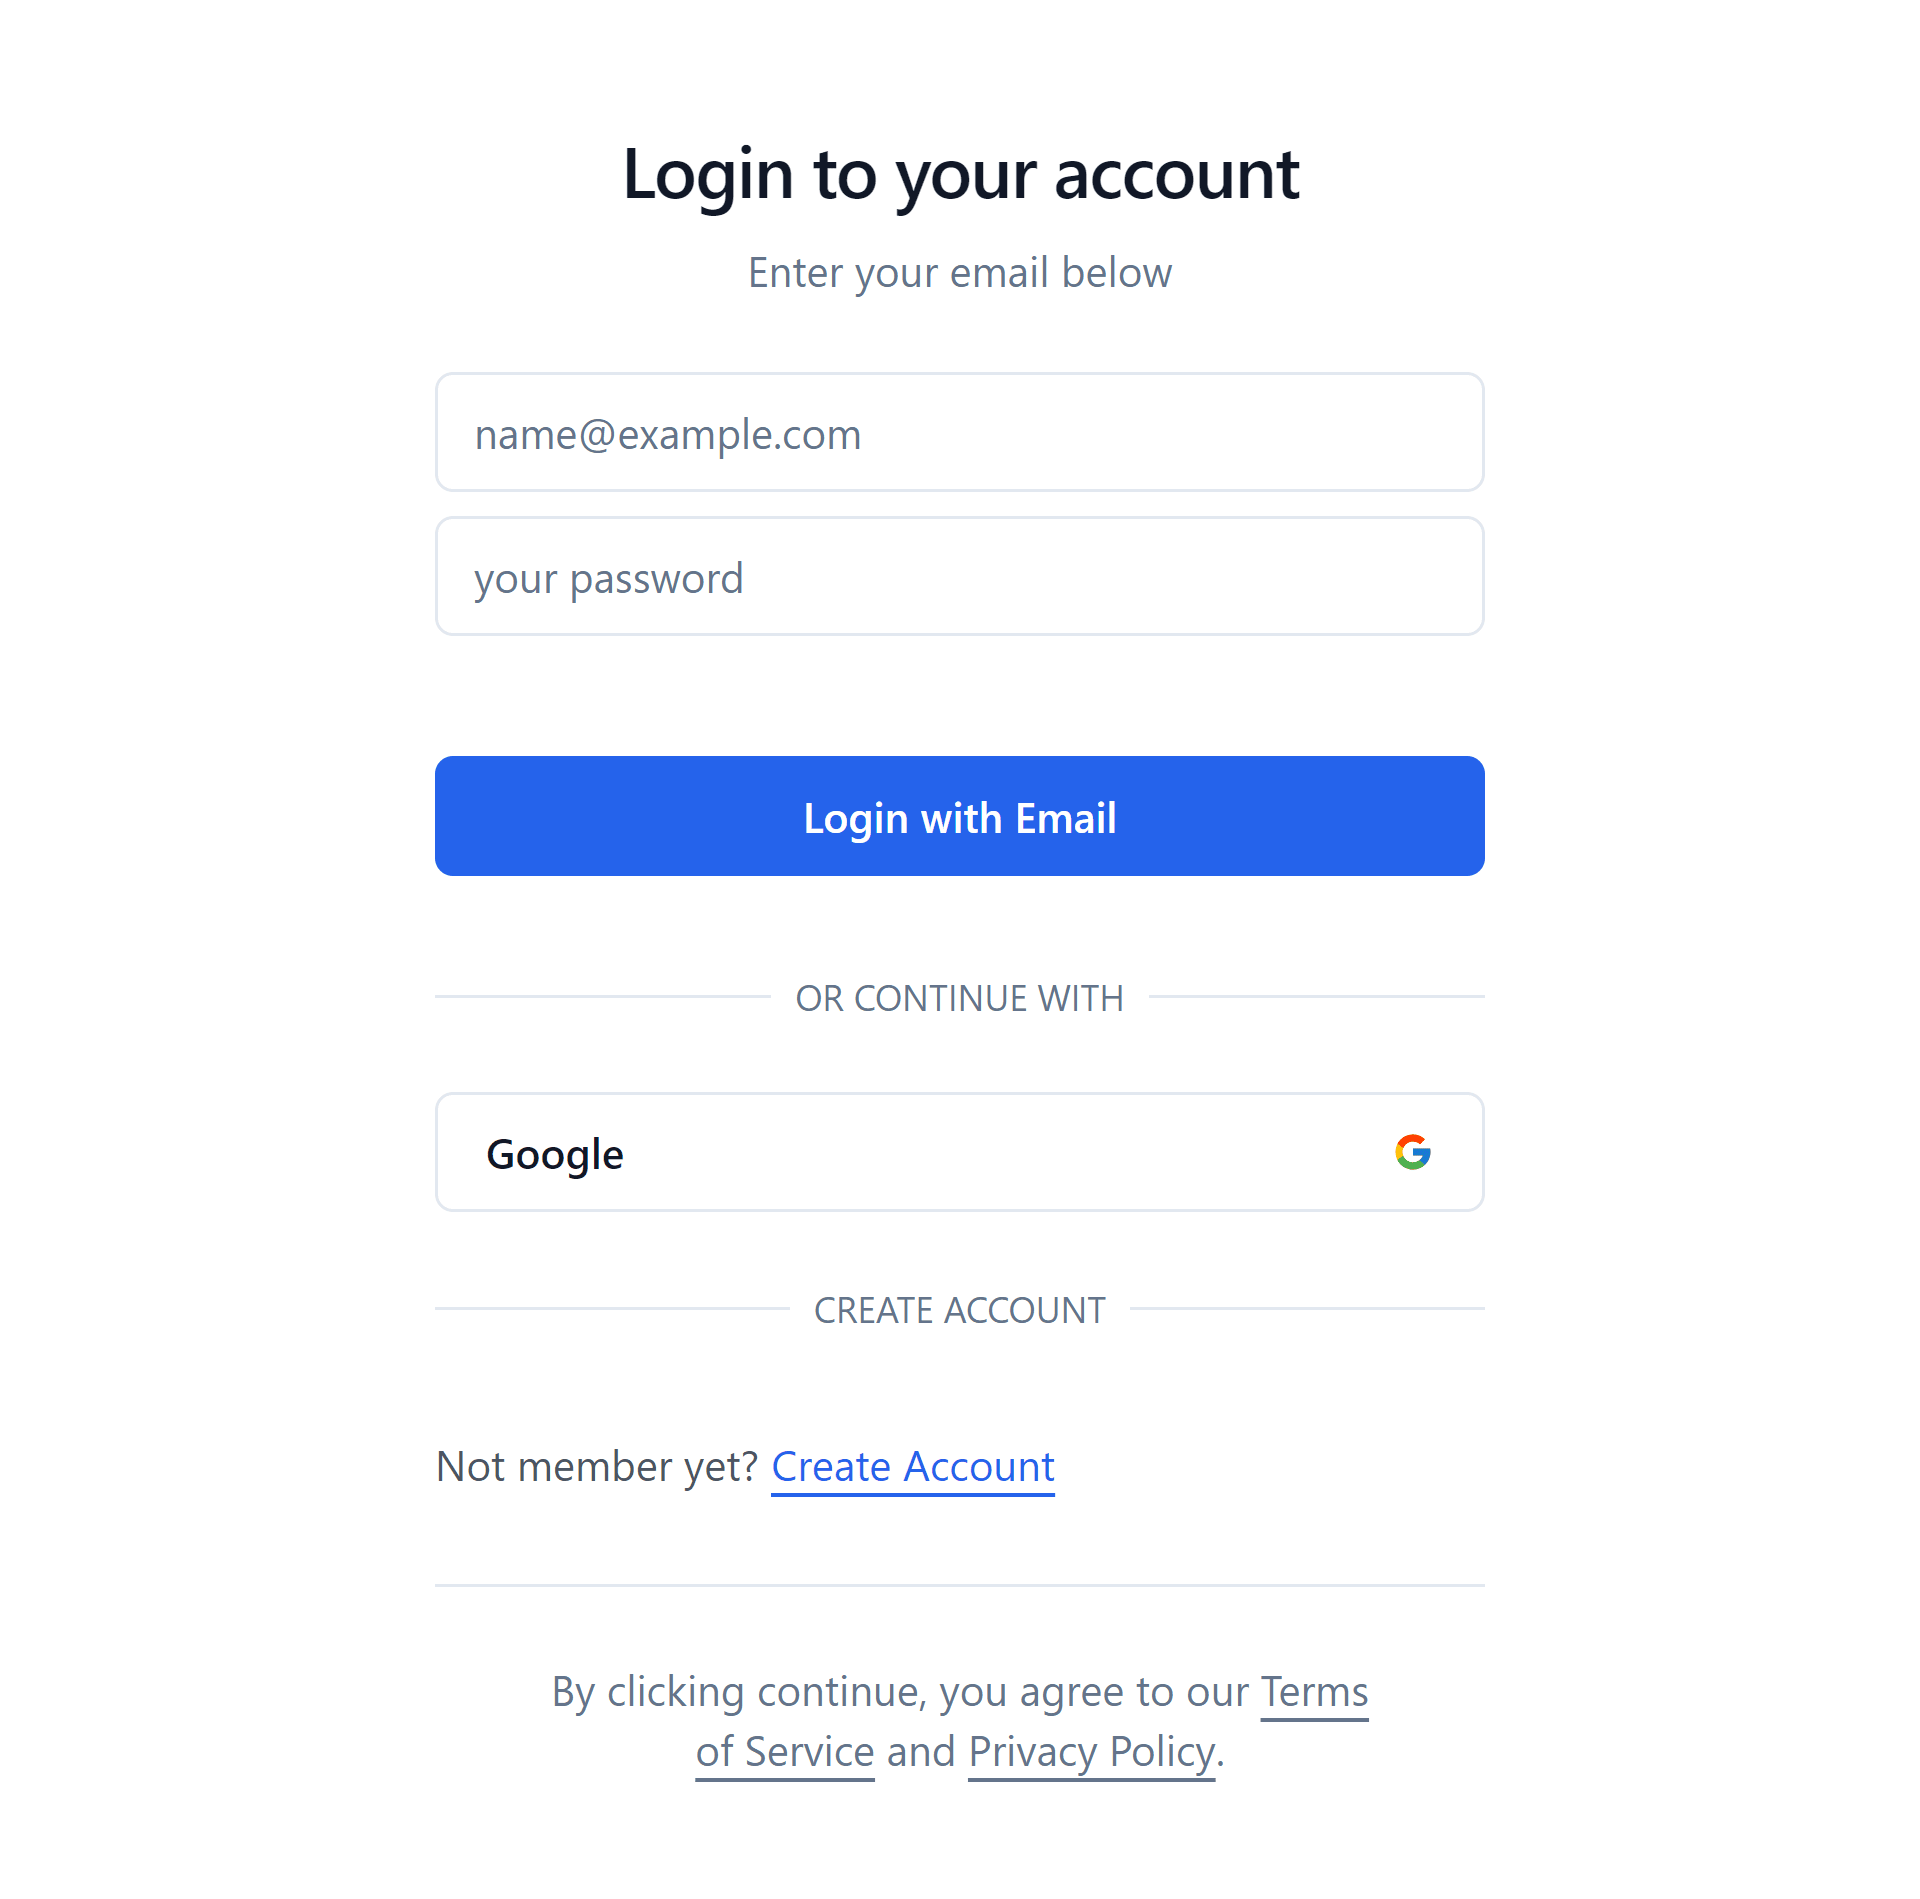 Login to your account
Enter your email below
name@example.com
your password
Login with Email
OR CONTINUE WITH
Google
CREATE ACCOUNT
Not member yet? Create Account
By clicking continue, you agree to our Terms
of Service and Privacy Policy.